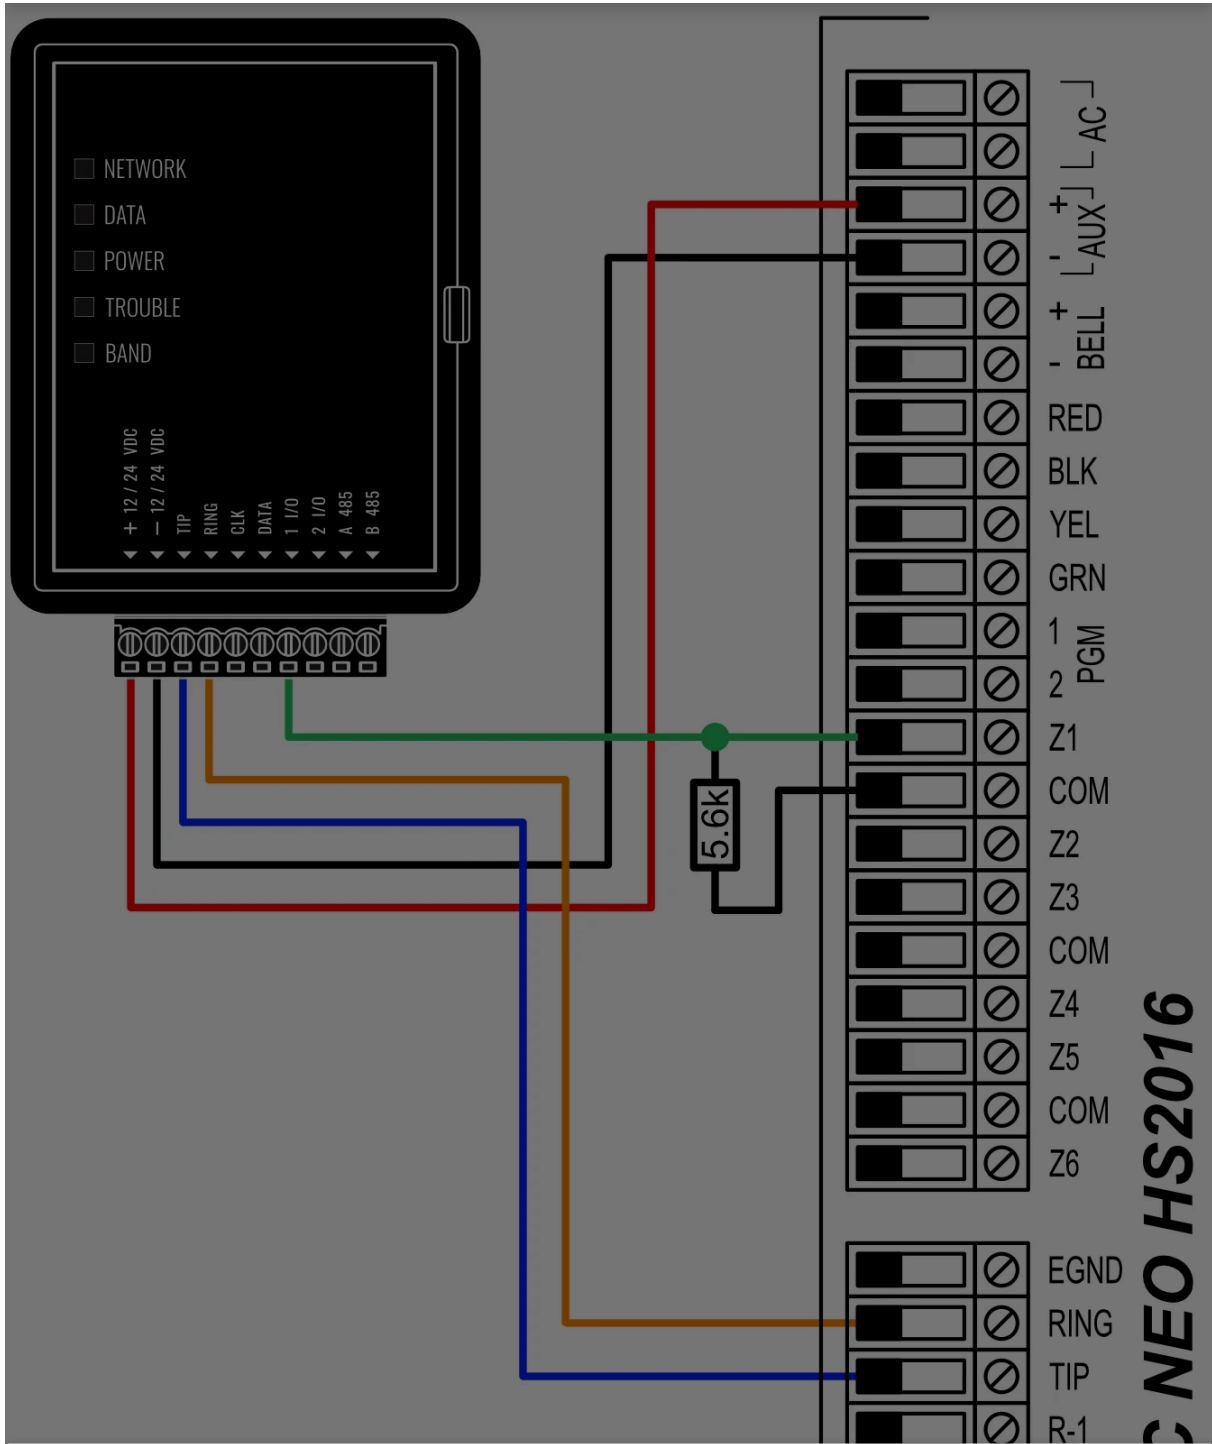 NETWORK
DATA
POWER
TROUBLE
BAND
+ 12 / 24 VDC
— 12 / 24 VDC
TIP
RING
CLK
DATA
1 I/O
2 I/O
A 485
B 485
5.6k
AC
+
-
AUX
+
-
BELL
RED
BLK
YEL
GRN
1
2
PGM
Z1
COM
Z2
Z3
COM
Z4
Z5
COM
Z6
EGND
RING
TIP
R-1
C NEO HS2016